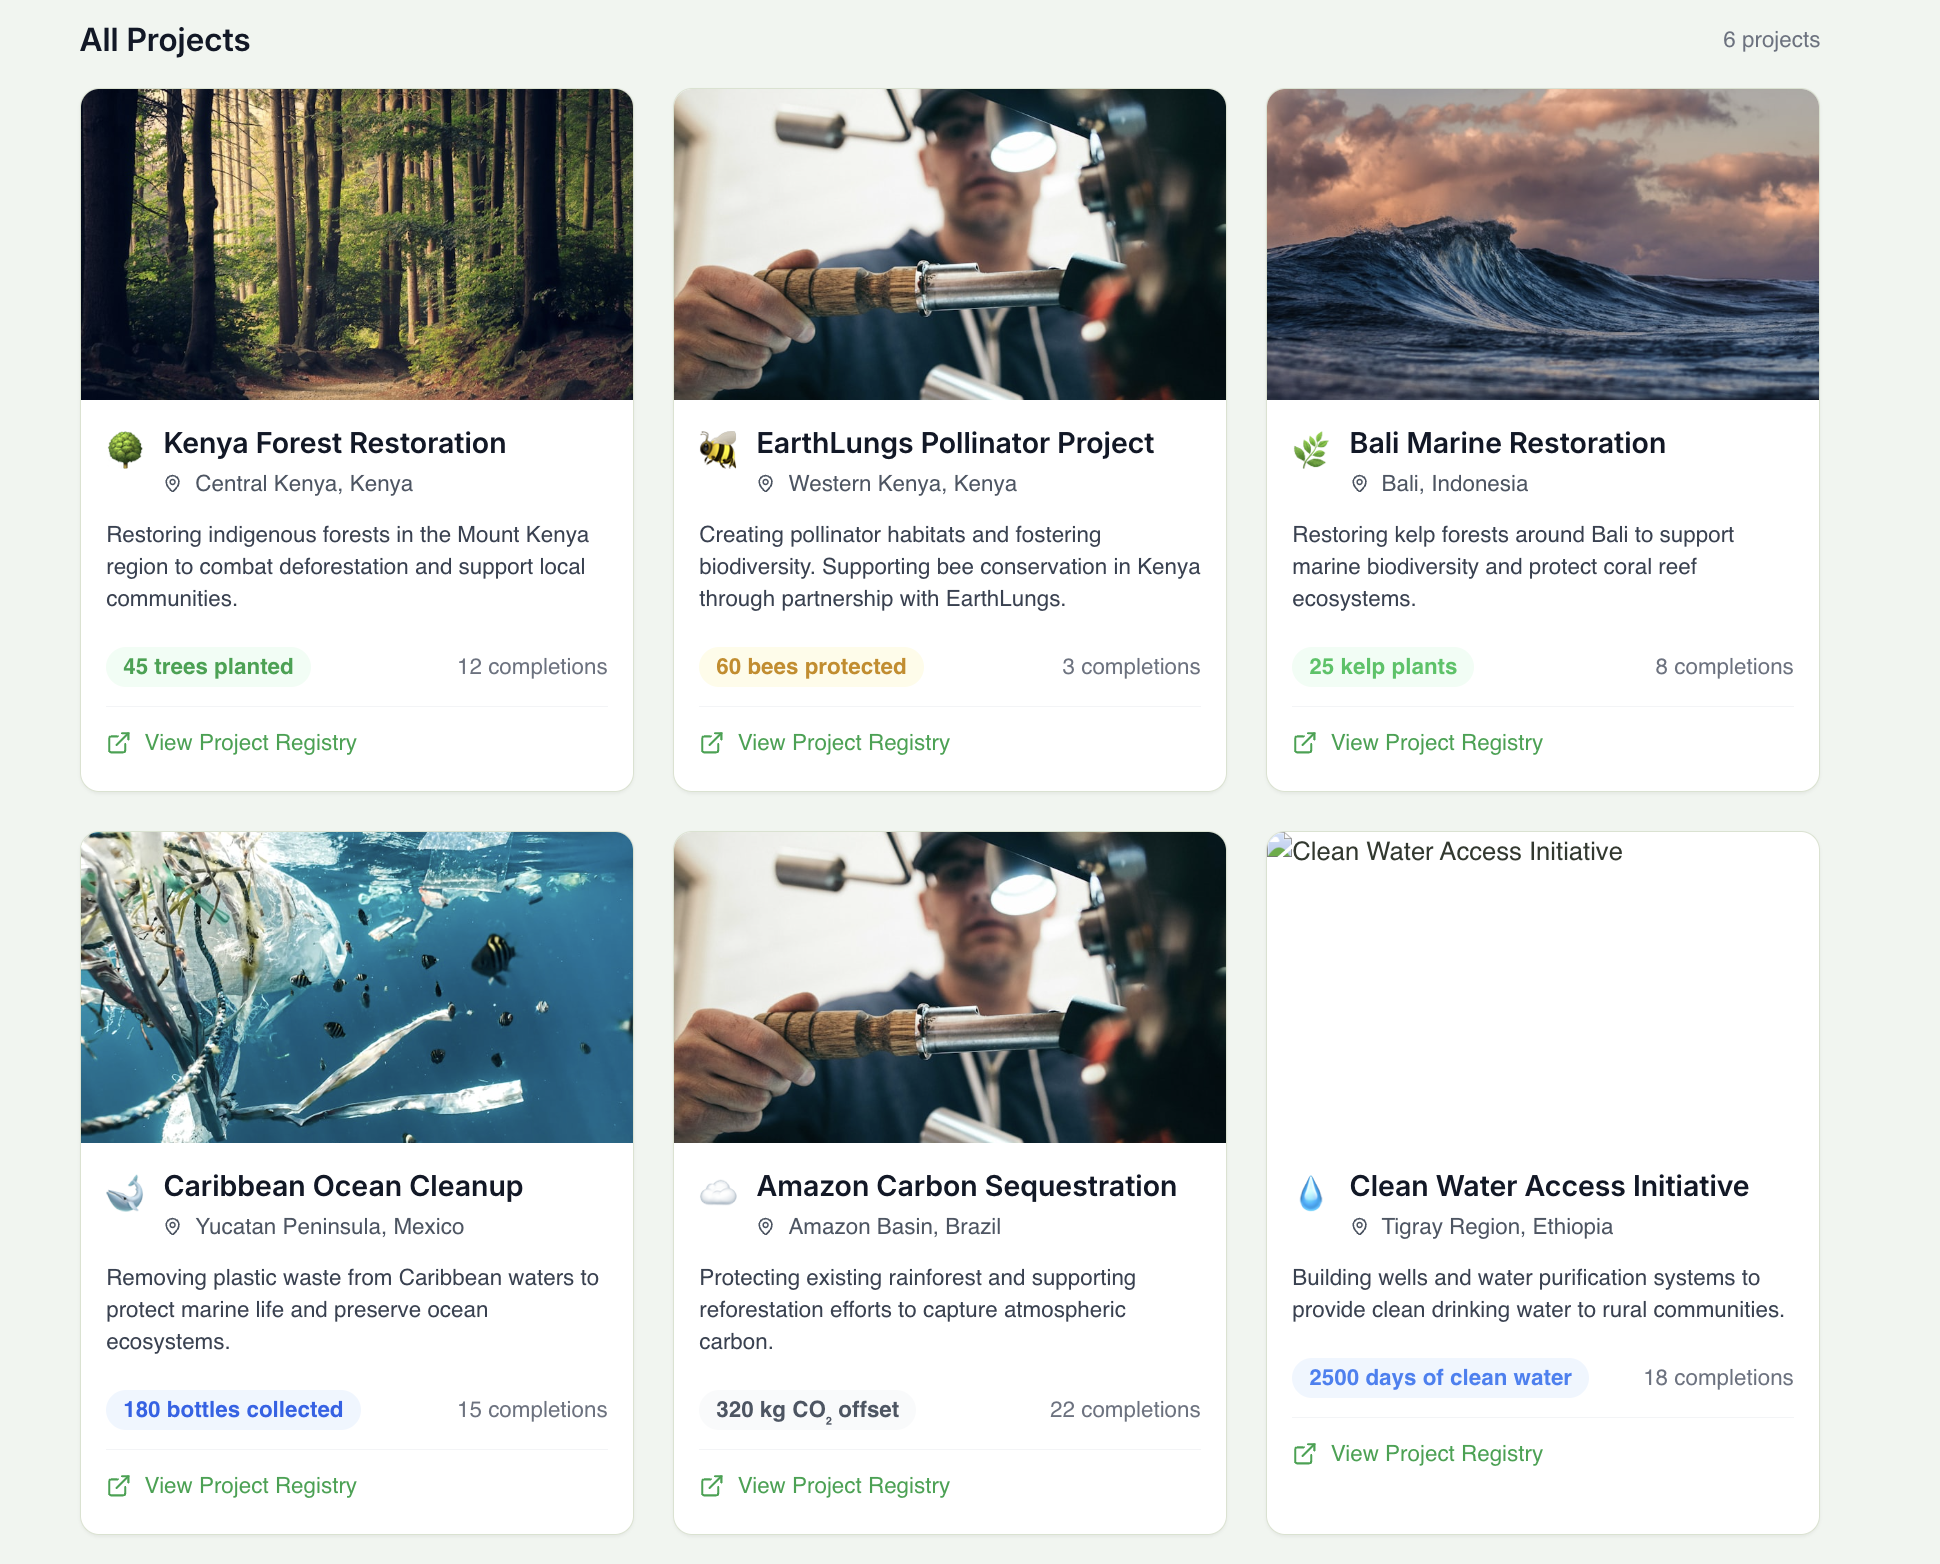 All Projects
6 projects
Kenya Forest Restoration
Central Kenya, Kenya
Restoring indigenous forests in the Mount Kenya
region to combat deforestation and support local
communities.
45 trees planted
12 completions
View Project Registry
EarthLungs Pollinator Project
Western Kenya, Kenya
Creating pollinator habitats and fostering
biodiversity. Supporting bee conservation in Kenya
through partnership with EarthLungs.
60 bees protected
3 completions
View Project Registry
Bali Marine Restoration
Bali, Indonesia
Restoring kelp forests around Bali to support
marine biodiversity and protect coral reef
ecosystems.
25 kelp plants
8 completions
View Project Registry
Caribbean Ocean Cleanup
Yucatan Peninsula, Mexico
Removing plastic waste from Caribbean waters to
protect marine life and preserve ocean
ecosystems.
180 bottles collected
15 completions
View Project Registry
Amazon Carbon Sequestration
Amazon Basin, Brazil
Protecting existing rainforest and supporting
reforestation efforts to capture atmospheric
carbon.
320 kg CO₂ offset
22 completions
View Project Registry
Clean Water Access Initiative
Clean Water Access Initiative
Tigray Region, Ethiopia
Building wells and water purification systems to
provide clean drinking water to rural communities.
2500 days of clean water
18 completions
View Project Registry